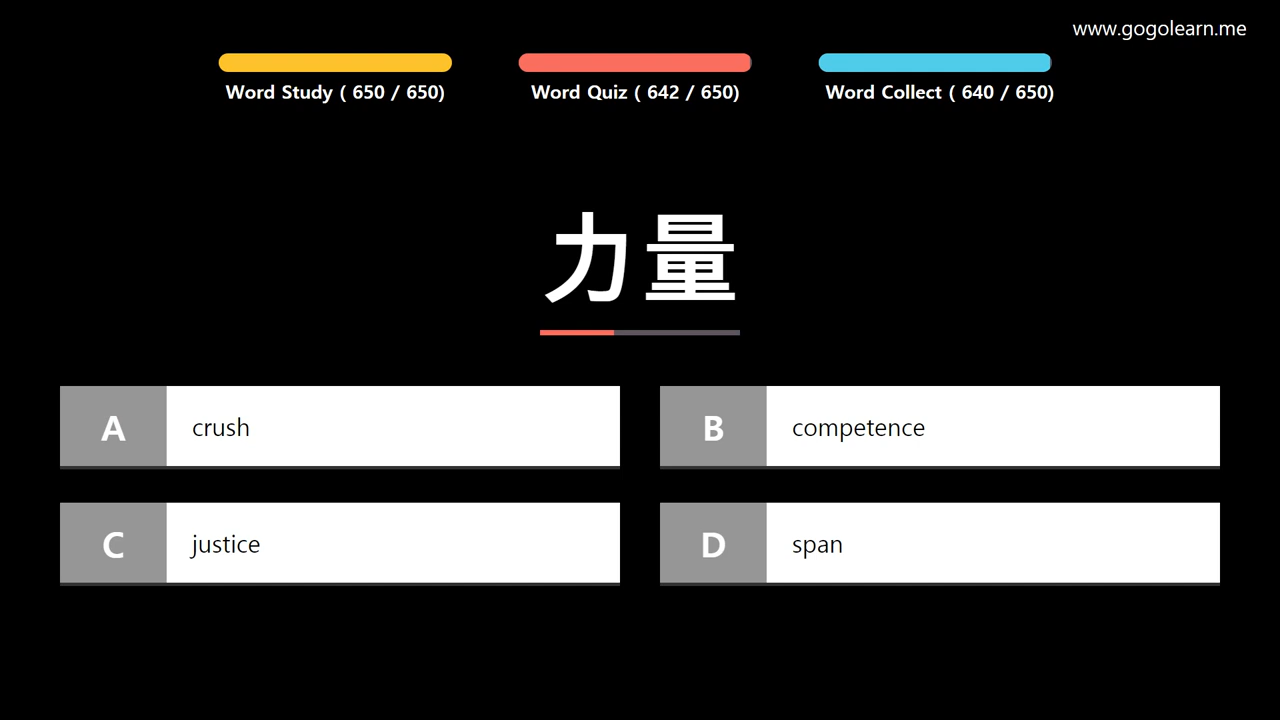 www.gogolearn.me
Word Study ( 650 / 650)
Word Quiz ( 642 / 650)
Word Collect ( 640 / 650)
力量
A crush
B competence
C justice
D span